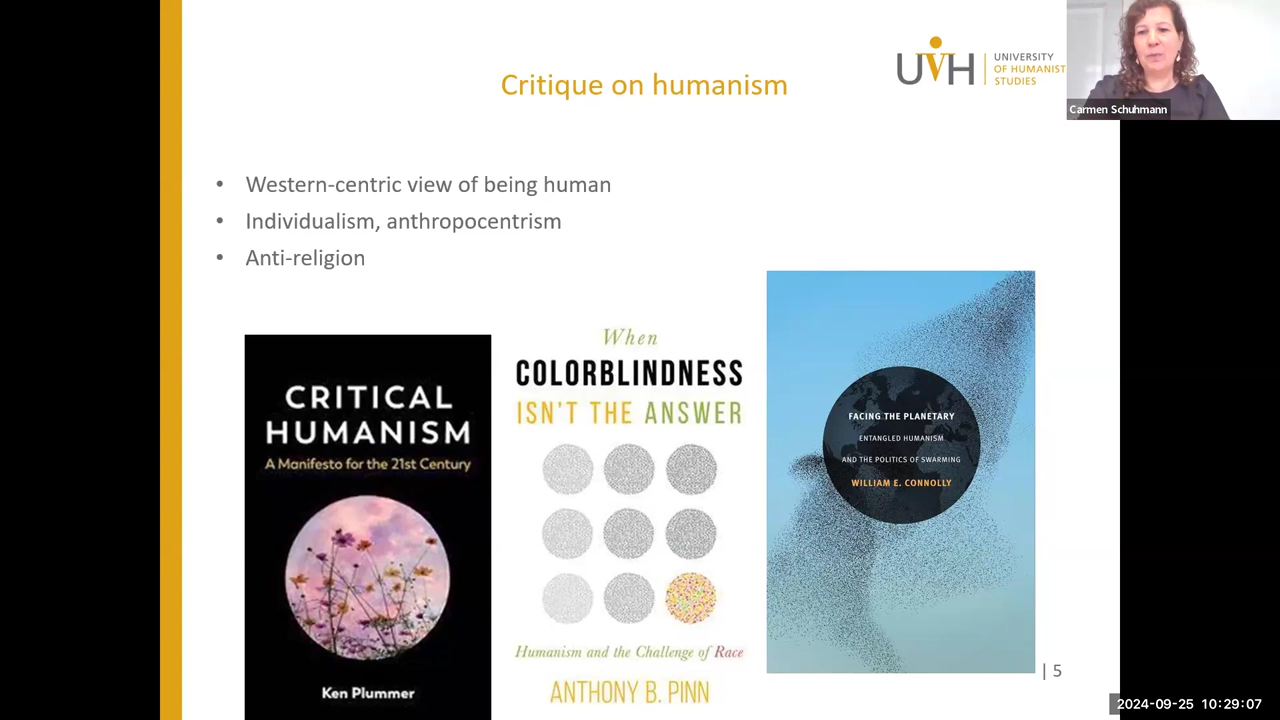 Critique on humanism
UVH
UNIVERSITY
OF HUMANIST
STUDIES
Carmen Schuhmann
• Western-centric view of being human
• Individualism, anthropocentrism
• Anti-religion
CRITICAL
HUMANISM
A Manifesto for the 21st Century
Ken Plummer
When
COLORBLINDNESS
ISN'T THE ANSWER
Humanism and the Challenge of Race
ANTHONY B. PINN
FACING THE PLANETARY
ENTANGLED HUMANISM
AND THE POLITICS OF SWARMING
WILLIAM E. CONNOLLY
| 5
2024-09-25 10:29:07